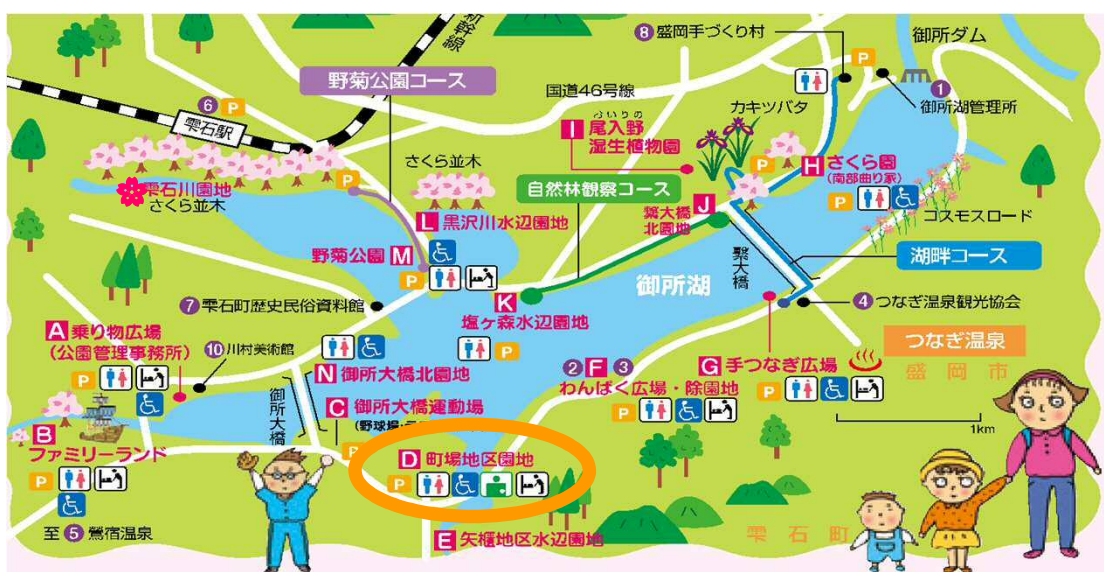 新幹線
❽ 盛岡手づくり村
御所ダム
P
野菊公園コース
国道46号線
❶
御所湖管理所
❻ P
雫石駅
カキツバタ
おいりの
I 尾入野
湿生植物園
さくら並木
P
H さくら園
(南部曲り家)
P
雫石川園地
さくら並木
P
自然林観察コース
L 黒沢川水辺園地
J
繋大橋
北園地
コスモスロード
野菊公園 M
P
繋大橋
湖畔コース
御所湖
K
塩ヶ森水辺園地
P
❼ 雫石町歴史民俗資料館
❹ つなぎ温泉観光協会
つなぎ温泉
盛岡市
A 乗り物広場
(公園管理事務所)
P
❿ 川村美術館
N 御所大橋北園地
❷ F ❸
わんぱく広場・除園地
P
G 手つなぎ広場
P
1km
御所大橋
C 御所大橋運動場
P
B
ファミリーランド
P
D 町場地区園地
P
至 ❺ 鶯宿温泉
E 矢櫃地区水辺園地
雫石町